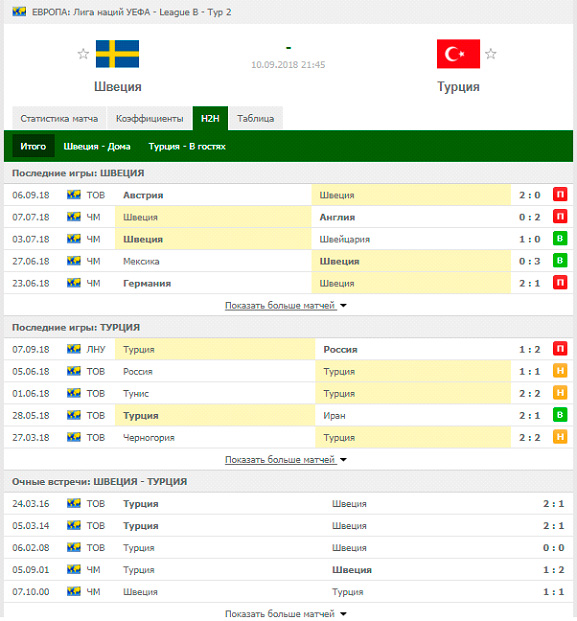 ЕВРОПА: Лига наций УЕФА - League B - Тур 2
-
10.09.2018 21:45
Швеция Турция
Статистика матча Коэффициенты H2H Таблица
Итого Швеция - Дома Турция - В гостях
Последние игры: ШВЕЦИЯ
06.09.18 ТОВ Австрия Швеция 2 : 0 П
07.07.18 ЧМ Швеция Англия 0 : 2 П
03.07.18 ЧМ Швеция Швейцария 1 : 0 В
27.06.18 ЧМ Мексика Швеция 0 : 3 В
23.06.18 ЧМ Германия Швеция 2 : 1 П
Показать больше матчей
Последние игры: ТУРЦИЯ
07.09.18 ЛНУ Турция Россия 1 : 2 П
05.06.18 ТОВ Россия Турция 1 : 1 Н
01.06.18 ТОВ Тунис Турция 2 : 2 Н
28.05.18 ТОВ Турция Иран 2 : 1 В
27.03.18 ТОВ Черногория Турция 2 : 2 Н
Показать больше матчей
Очные встречи: ШВЕЦИЯ - ТУРЦИЯ
24.03.16 ТОВ Турция Швеция 2 : 1
05.03.14 ТОВ Турция Швеция 2 : 1
06.02.08 ТОВ Турция Швеция 0 : 0
05.09.01 ЧМ Турция Швеция 1 : 2
07.10.00 ЧМ Швеция Турция 1 : 1
Показать больше матчей